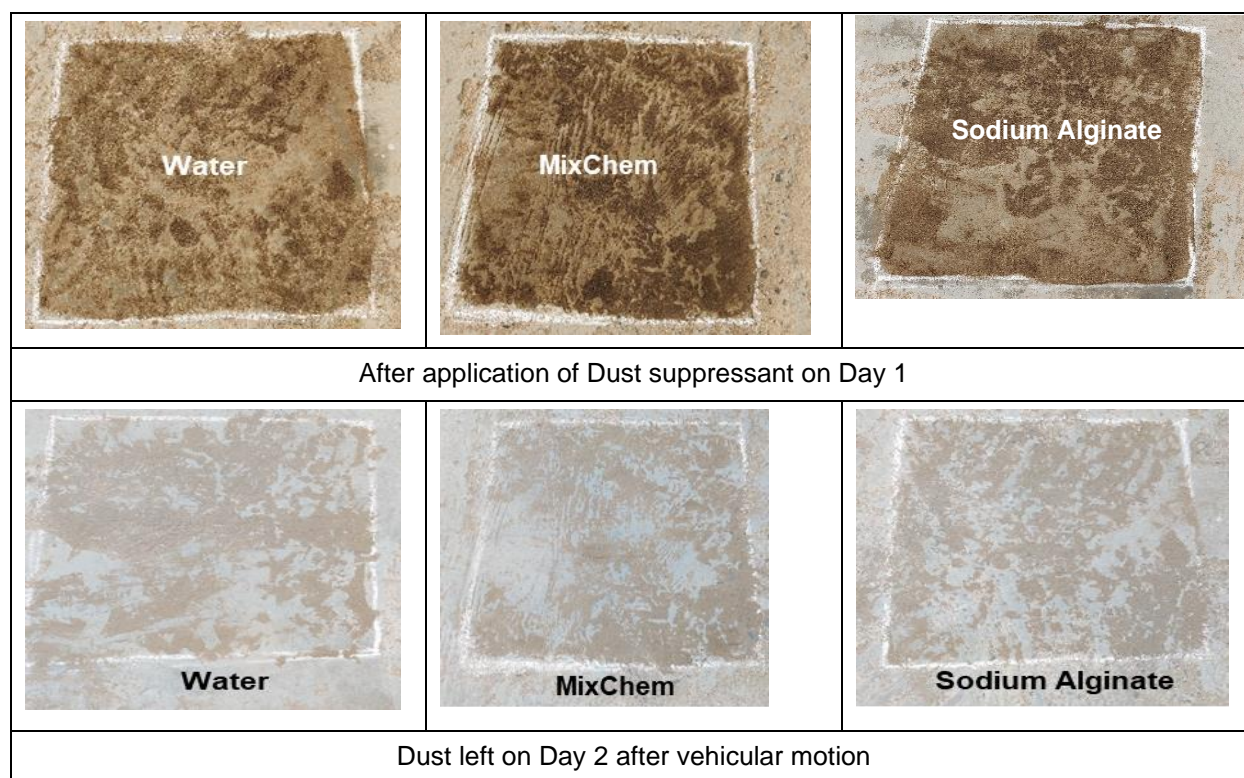 Water
MixChem
Sodium Alginate
After application of Dust suppressant on Day 1
Water
MixChem
Sodium Alginate
Dust left on Day 2 after vehicular motion